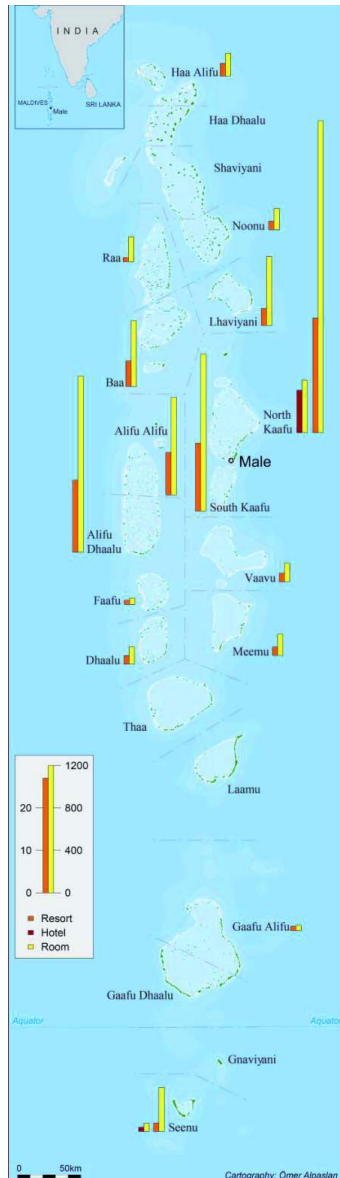 INDIA
MALDIVES
Male
SRI LANKA
Haa Alifu
Haa Dhaalu
Shaviyani
Noonu
Raa
Lhaviyani
Baa
North
Kaafu
Alifu Alifu
Male
South Kaafu
Alifu
Dhaalu
Vaavu
Faafu
Meemu
Dhaalu
Thaa
Laamu
1200
20 800
10 400
0 0
Resort
Hotel
Room
Gaafu Alifu
Gaafu Dhaalu
Aquator Aquator
Gnaviyani
Seenu
0 50km
Cartography: Ömer Alpaslan